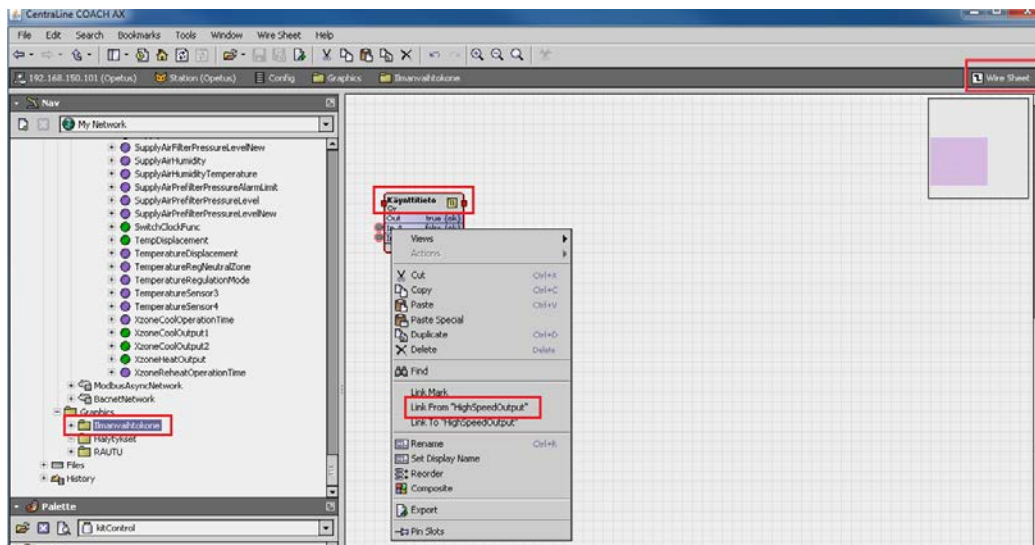 CentraLine COACH AX
File Edit Search Bookmarks Tools Window Wire Sheet Help
192.168.150.101 (Opetus) Station (Opetus) Config Graphics Ilmanvaihtokone Wire Sheet
Nav
My Network
SupplyAirFilterPressureLevelNew
SupplyAirHumidity
SupplyAirHumidityTemperature
SupplyAirPrefilterPressureAlarmLimit
SupplyAirPrefilterPressureLevel
SupplyAirPrefilterPressureLevelNew
SwitchClockFunc
TempDisplacement
TemperatureDisplacement
TemperatureRegNeutralZone
TemperatureRegulationMode
TemperatureSensor3
TemperatureSensor4
XzoneCoolOperationTime
XzoneCoolOutput1
XzoneCoolOutput2
XzoneHeatOutput
XzoneReheatOperationTime
ModbusAsyncNetwork
BacnetNetwork
Graphics
Ilmanvaihtokone
Halytykset
RAUTU
Files
History
Palette
kitControl
Käynttitieto
Or
Out true {ok}
Views
Actions
Cut Ctrl+X
Copy Ctrl+C
Paste Ctrl+V
Paste Special
Duplicate Ctrl+D
Delete Delete
Find
Link Mark
Link From "HighSpeedOutput"
Link To "HighSpeedOutput"
Rename Ctrl+R
Set Display Name
Reorder
Composite
Export
Pin Slots